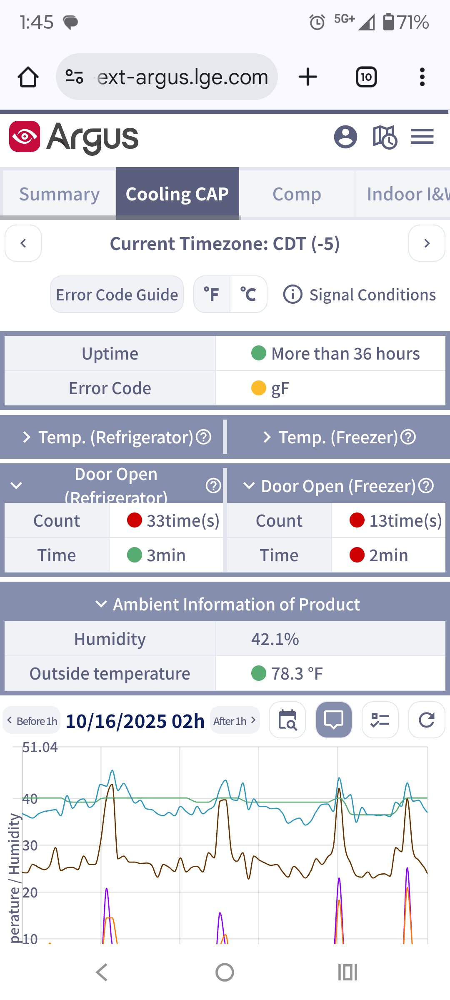 1:45 5G+ 71%
ext-argus.lge.com 10
Argus
Summary Cooling CAP Comp Indoor I&W
Current Timezone: CDT (-5)
Error Code Guide °F °C Signal Conditions
Uptime More than 36 hours
Error Code gF
Temp. (Refrigerator) Temp. (Freezer)
Door Open (Refrigerator) Door Open (Freezer)
Count 33time(s) Count 13time(s)
Time 3min Time 2min
Ambient Information of Product
Humidity 42.1%
Outside temperature 78.3 °F
Before 1h 10/16/2025 02h After 1h
51.04
40
30
20
10
perature / Humidity